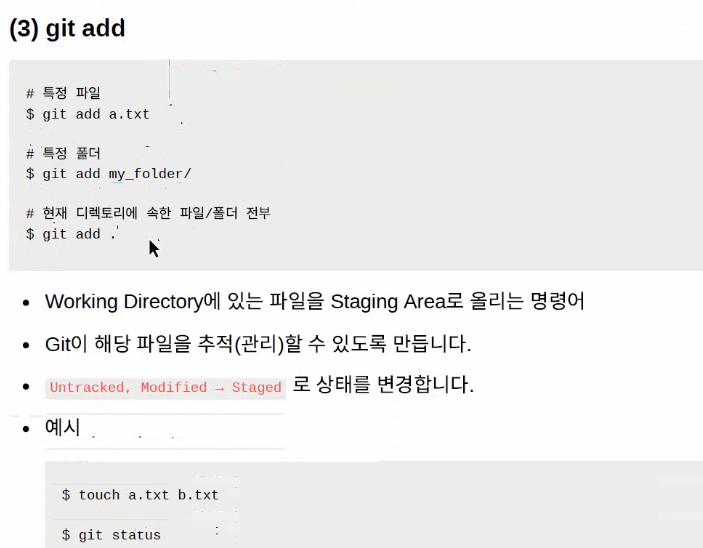 (3) git add
# 특정 파일
$ git add a.txt
# 특정 폴더
$ git add my_folder/
# 현재 디렉토리에 속한 파일/폴더 전부
$ git add .
• Working Directory에 있는 파일을 Staging Area로 올리는 명령어
• Git이 해당 파일을 추적(관리)할 수 있도록 만듭니다.
• Untracked, Modified → Staged 로 상태를 변경합니다.
• 예시
$ touch a.txt b.txt
$ git status